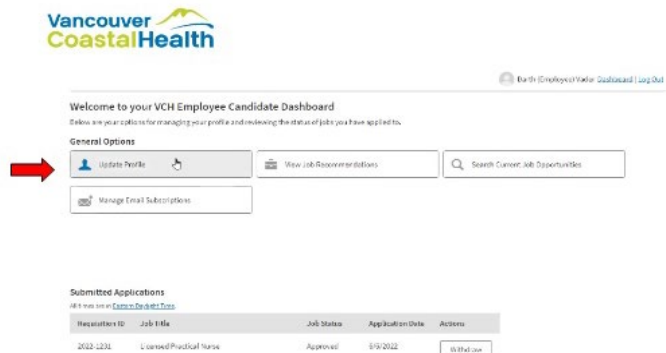 Vancouver
CoastalHealth
Darth (Employee) Vader Dashboard | Log Out
Welcome to your VCH Employee Candidate Dashboard
Below are your options for managing your profile and reviewing the status of jobs you have applied to.
General Options
Update Profile
View Job Recommendations
Search Current Job Opportunities
Manage Email Subscriptions
Submitted Applications
All times are in Eastern Daylight Time.
Requisition ID Job Title Job Status Application Date Actions
2022-1231 Licensed Practical Nurse Approved 6/6/2022 Withdraw